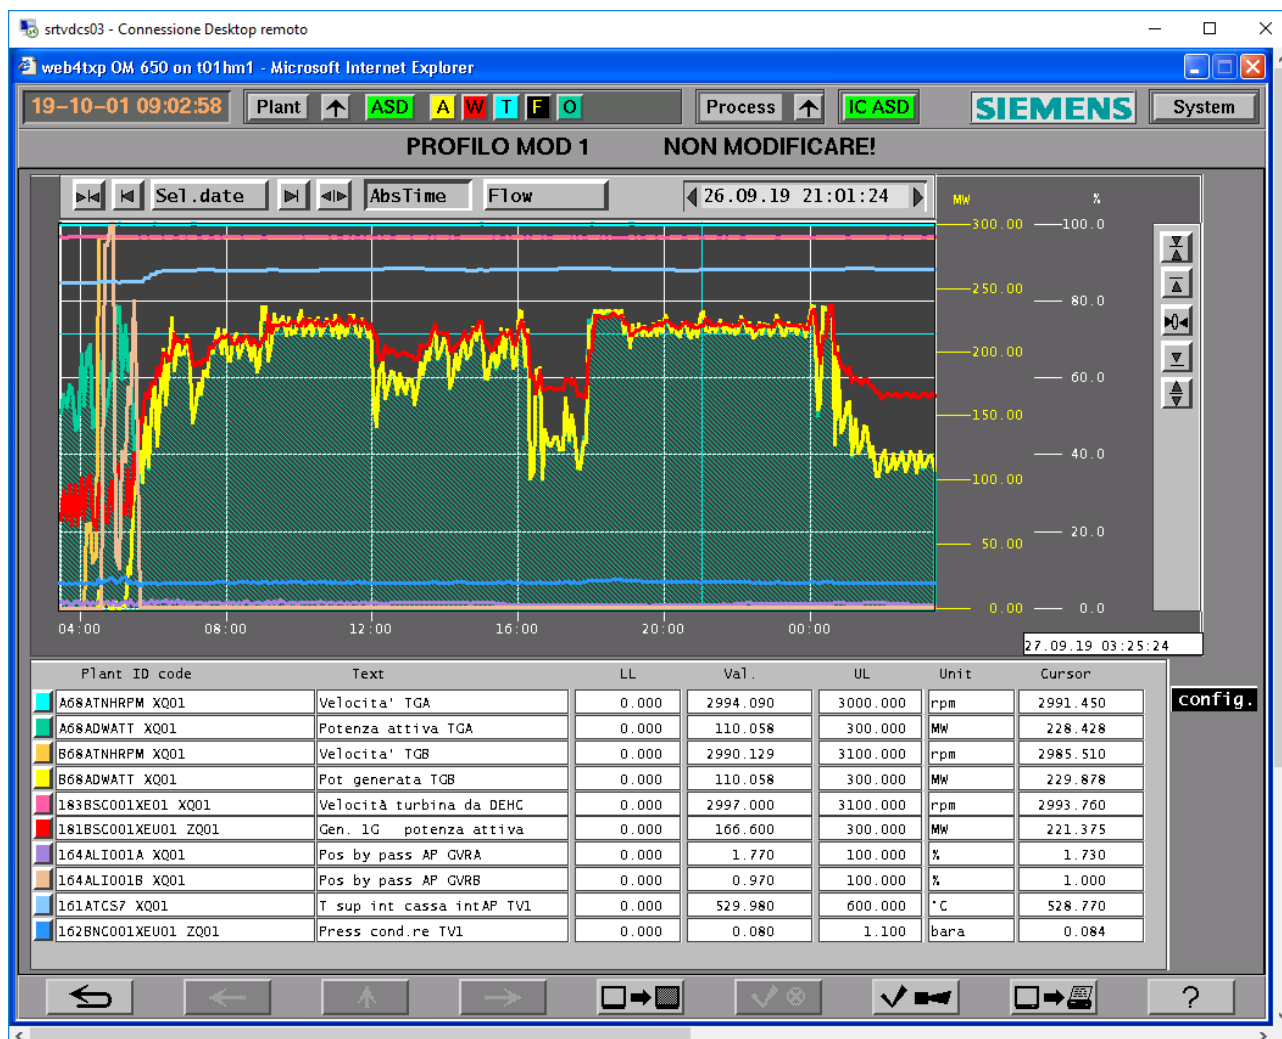 srtvdcs03 - Connessione Desktop remoto
web4txp OM 650 on t01hm1 - Microsoft Internet Explorer
19-10-01 09:02:58 Plant ASD A W T F O Process IC ASD SIEMENS System
PROFILO MOD 1 NON MODIFICARE!
Sel.date AbsTime Flow 26.09.19 21:01:24
MW %
300.00 100.0
250.00
80.0
200.00
60.0
150.00
40.0
100.00
20.0
50.00
0.00 0.0
04:00 08:00 12:00 16:00 20:00 00:00
27.09.19 03:25:24
Plant ID code Text LL Val. UL Unit Cursor
config.
A68ATNHRPM XQ01 Velocita' TGA 0.000 2994.090 3000.000 rpm 2991.450
A68ADWATT XQ01 Potenza attiva TGA 0.000 110.058 300.000 MW 228.428
B68ATNHRPM XQ01 Velocita' TGB 0.000 2990.129 3100.000 rpm 2985.510
B68ADWATT XQ01 Pot generata TGB 0.000 110.058 300.000 MW 229.878
183BSC001XE01 XQ01 Velocità turbina da DEHC 0.000 2997.000 3100.000 rpm 2993.760
181BSC001XEU01 ZQ01 Gen. 1G potenza attiva 0.000 166.600 300.000 MW 221.375
164ALI001A XQ01 Pos by pass AP GVRA 0.000 1.770 100.000 % 1.730
164ALI001B XQ01 Pos by pass AP GVRB 0.000 0.970 100.000 % 1.000
161ATCS7 XQ01 T sup int cassa intAP TV1 0.000 529.980 600.000 °C 528.770
162BNC001XEU01 ZQ01 Press cond.re TV1 0.000 0.080 1.100 bara 0.084
?